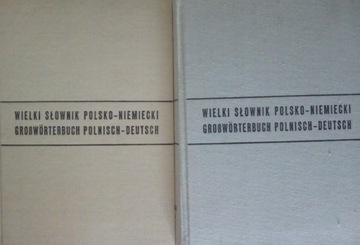 WIELKI SŁOWNIK POLSKO-NIEMIECKI
GROßWÖRTERBUCH POLNISCH-DEUTSCH
WIELKI SŁOWNIK POLSKO-NIEMIECKI
GROßWÖRTERBUCH POLNISCH-DEUTSCH